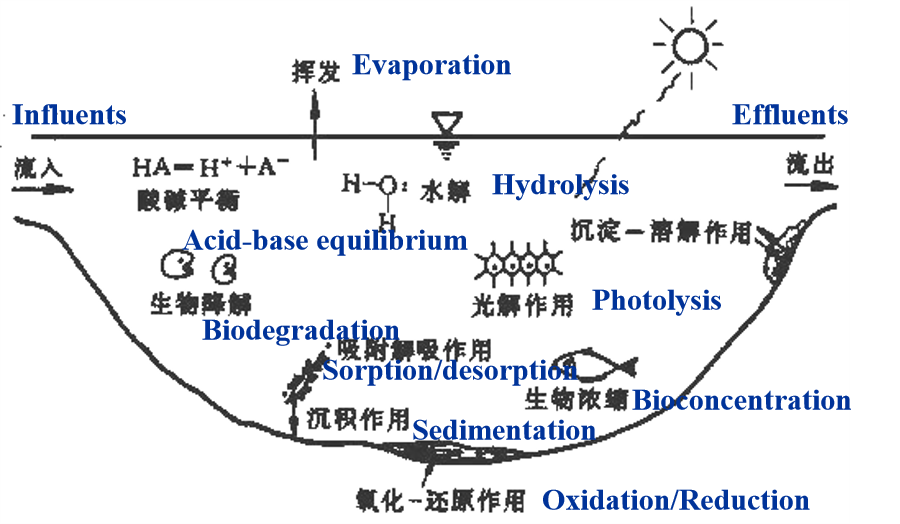 挥发 Evaporation
Influents
Effluents
流入
HA=H⁺+A⁻
酸碱平衡
H-O:
H
水解 Hydrolysis
流出
沉淀-溶解作用
Acid-base equilibrium
生物降解
光解作用 Photolysis
Biodegradation
吸附解吸作用
Sorption/desorption
生物浓缩 Bioconcentration
沉积作用
Sedimentation
氧化-还原作用 Oxidation/Reduction